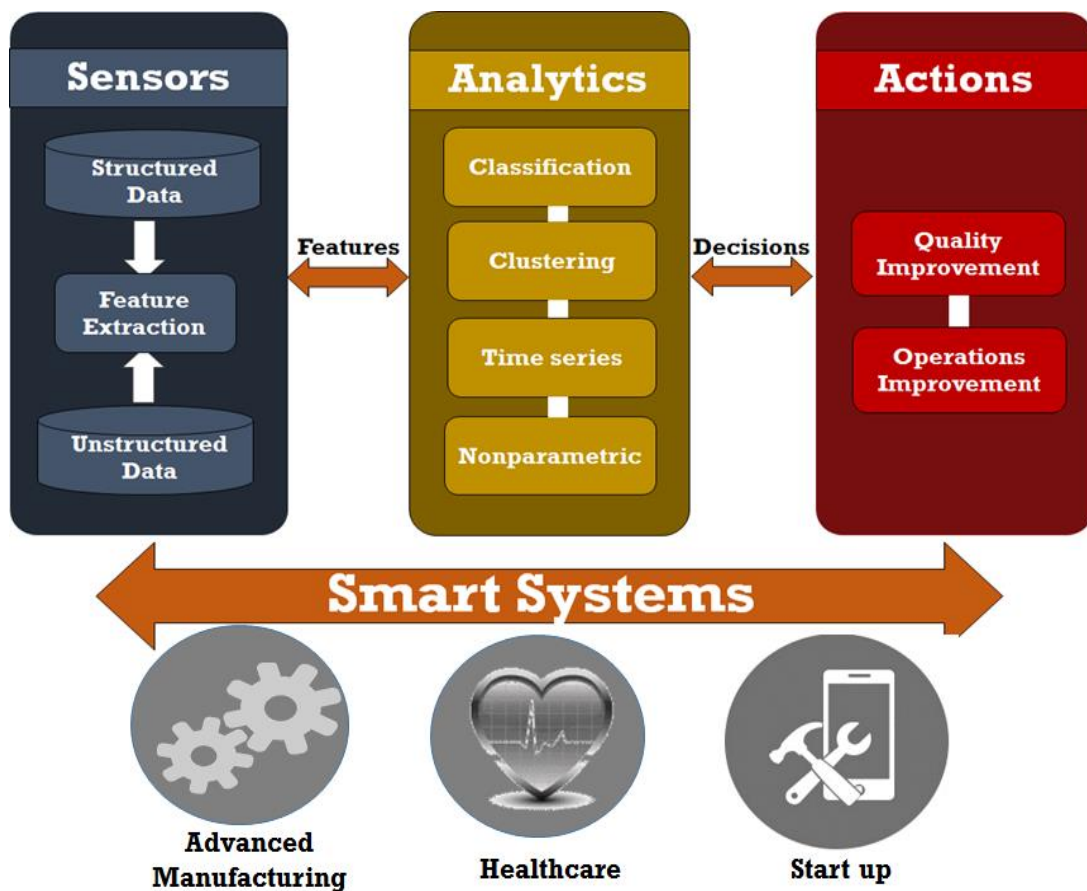 Sensors
Structured
Data
Feature
Extraction
Unstructured
Data
Features
Analytics
Classification
Clustering
Time series
Nonparametric
Decisions
Actions
Quality
Improvement
Operations
Improvement
Smart Systems
Advanced
Manufacturing
Healthcare
Start up